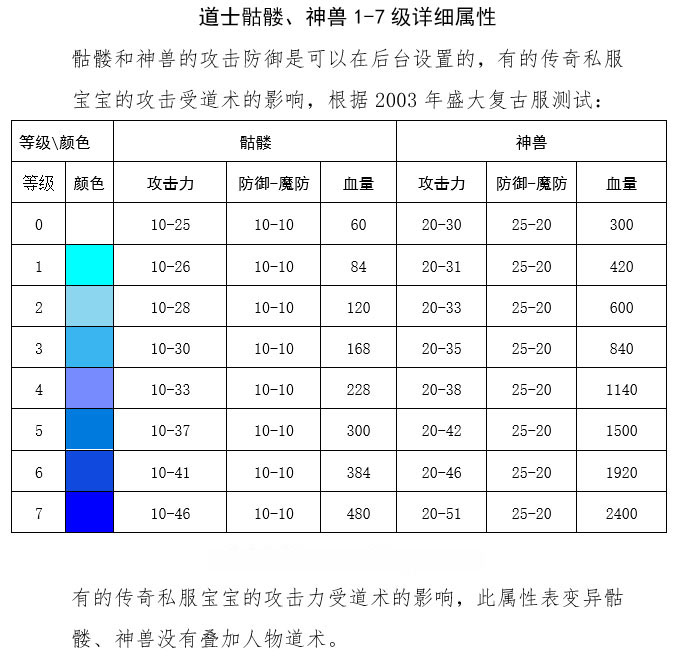 道士骷髅、神兽1-7级详细属性
骷髅和神兽的攻击防御是可以在后台设置的，有的传奇私服
宝宝的攻击受道术的影响，根据2003年盛大复古服测试：
等级\颜色 骷髅 神兽
等级 颜色 攻击力 防御-魔防 血量 攻击力 防御-魔防 血量
0 10-25 10-10 60 20-30 25-20 300
1 10-26 10-10 84 20-31 25-20 420
2 10-28 10-10 120 20-33 25-20 600
3 10-30 10-10 168 20-35 25-20 840
4 10-33 10-10 228 20-38 25-20 1140
5 10-37 10-10 300 20-42 25-20 1500
6 10-41 10-10 384 20-46 25-20 1920
7 10-46 10-10 480 20-51 25-20 2400
有的传奇私服宝宝的攻击力受道术的影响，此属性表变异骷
髅、神兽没有叠加人物道术。